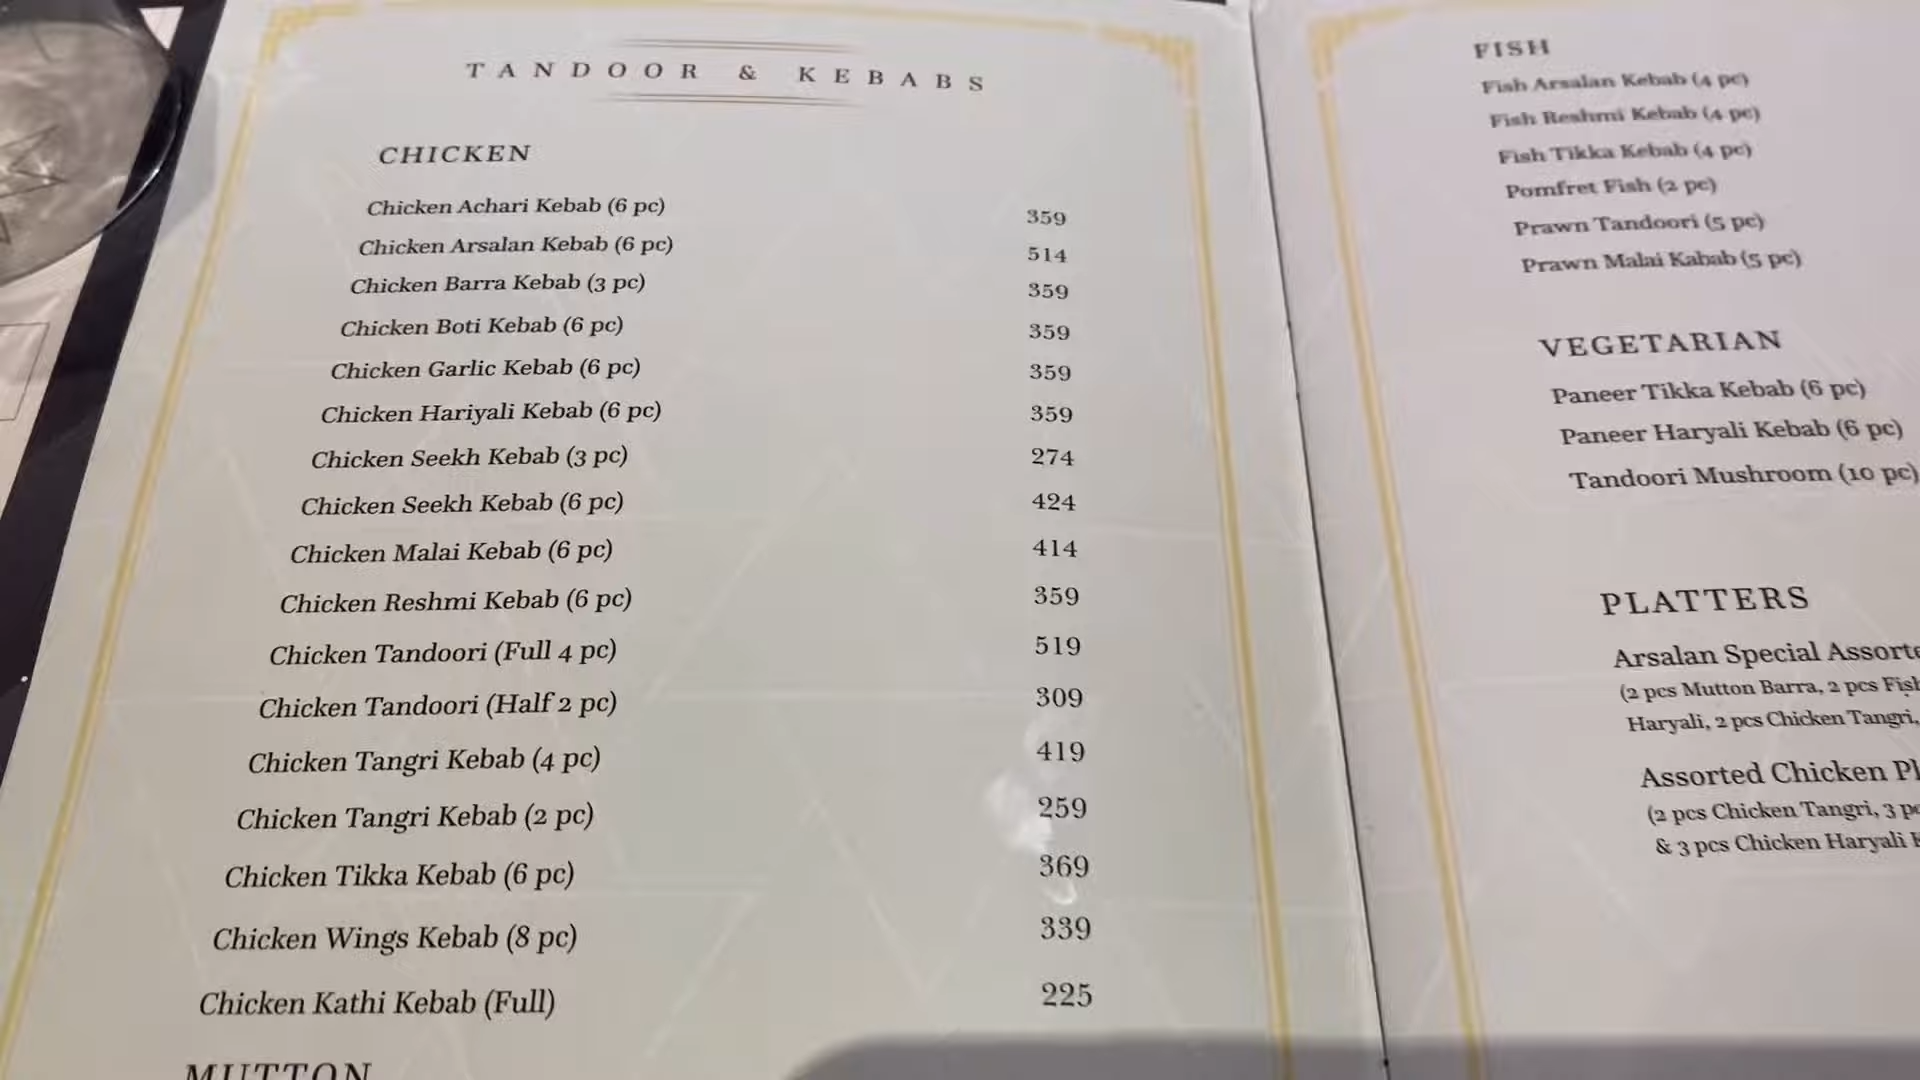 TANDOOR & KEBABS
CHICKEN
Chicken Achari Kebab (6 pc) 359
Chicken Arsalan Kebab (6 pc) 514
Chicken Barra Kebab (3 pc) 359
Chicken Boti Kebab (6 pc) 359
Chicken Garlic Kebab (6 pc) 359
Chicken Hariyali Kebab (6 pc) 359
Chicken Seekh Kebab (3 pc) 274
Chicken Seekh Kebab (6 pc) 424
Chicken Malai Kebab (6 pc) 414
Chicken Reshmi Kebab (6 pc) 359
Chicken Tandoori (Full 4 pc) 519
Chicken Tandoori (Half 2 pc) 309
Chicken Tangri Kebab (4 pc) 419
Chicken Tangri Kebab (2 pc) 259
Chicken Tikka Kebab (6 pc) 369
Chicken Wings Kebab (8 pc) 339
Chicken Kathi Kebab (Full) 225
MUTTON
FISH
Fish Arsalan Kebab (4 pc)
Fish Reshmi Kebab (4 pc)
Fish Tikka Kebab (4 pc)
Pomfret Fish (2 pc)
Prawn Tandoori (5 pc)
Prawn Malai Kabab (5 pc)
VEGETARIAN
Paneer Tikka Kebab (6 pc)
Paneer Haryali Kebab (6 pc)
Tandoori Mushroom (10 pc)
PLATTERS
Arsalan Special
(2 pcs Mutton Barra, 2 pcs
Haryali, 2 pcs Chicken Tangri,
Assorted Chicken
(2 pcs Chicken Tangri, 3
& 3 pcs Chicken Haryali